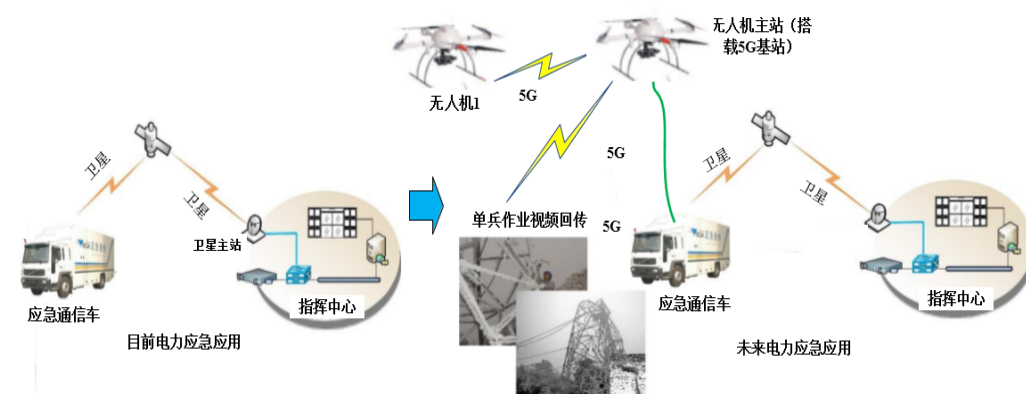 无人机主站（搭
载5G基站）
无人机1
5G
5G
5G
卫星
卫星
卫星主站
应急通信车
指挥中心
目前电力应急应用
单兵作业视频回传
卫星
卫星
应急通信车
指挥中心
未来电力应急应用